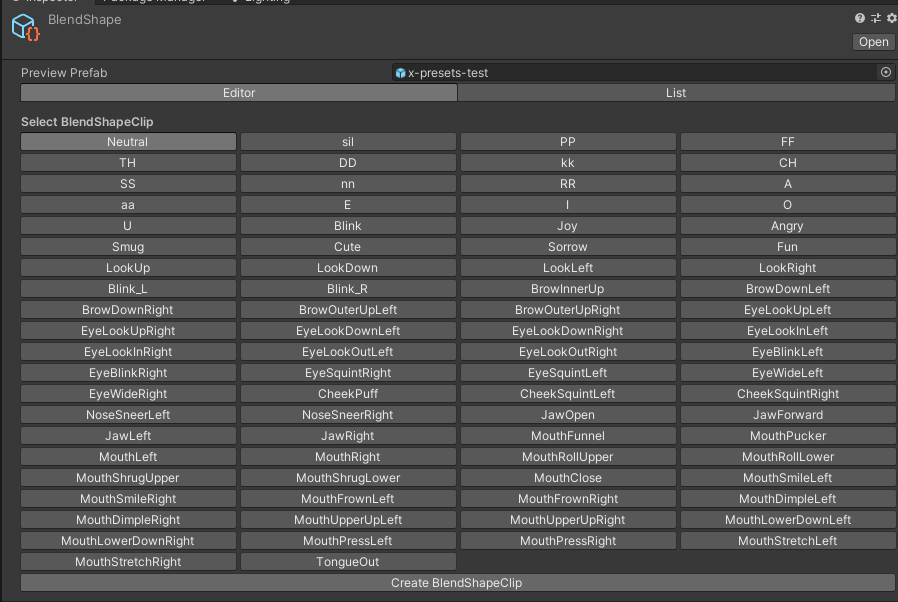 BlendShape
Open
Preview Prefab x-presets-test
Editor List
Select BlendShapeClip
Neutral sil PP FF
TH DD kk CH
SS nn RR A
aa E I O
U Blink Joy Angry
Smug Cute Sorrow Fun
LookUp LookDown LookLeft LookRight
Blink_L Blink_R BrowInnerUp BrowDownLeft
BrowDownRight BrowOuterUpLeft BrowOuterUpRight EyeLookUpLeft
EyeLookUpRight EyeLookDownLeft EyeLookDownRight EyeLookInLeft
EyeLookInRight EyeLookOutLeft EyeLookOutRight EyeBlinkLeft
EyeBlinkRight EyeSquintRight EyeSquintLeft EyeWideLeft
EyeWideRight CheekPuff CheekSquintLeft CheekSquintRight
NoseSneerLeft NoseSneerRight JawOpen JawForward
JawLeft JawRight MouthFunnel MouthPucker
MouthLeft MouthRight MouthRollUpper MouthRollLower
MouthShrugUpper MouthShrugLower MouthClose MouthSmileLeft
MouthSmileRight MouthFrownLeft MouthFrownRight MouthDimpleLeft
MouthDimpleRight MouthUpperUpLeft MouthUpperUpRight MouthLowerDownLeft
MouthLowerDownRight MouthPressLeft MouthPressRight MouthStretchLeft
MouthStretchRight TongueOut
Create BlendShapeClip